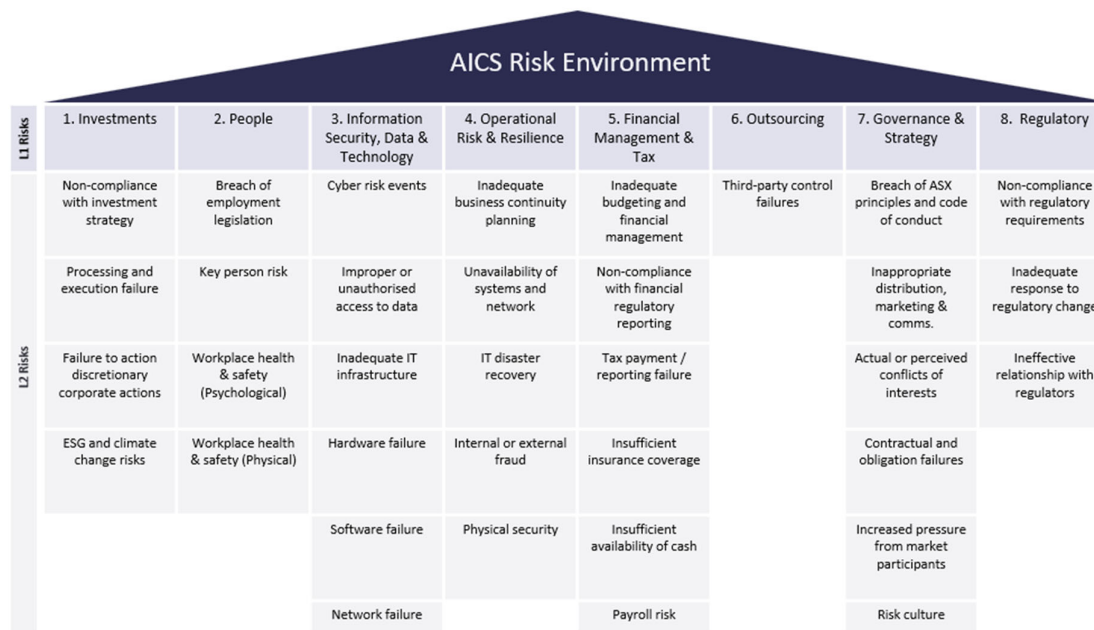 AICS Risk Environment
L1 Risks
1. Investments
2. People
3. Information
Security, Data &
Technology
4. Operational
Risk & Resilience
5. Financial
Management &
Tax
6. Outsourcing
7. Governance &
Strategy
8. Regulatory
L2 Risks
Non-compliance
with investment
strategy
Breach of
employment
legislation
Cyber risk events
Inadequate
business continuity
planning
Inadequate
budgeting and
financial
management
Third-party control
failures
Breach of ASX
principles and code
of conduct
Non-compliance
with regulatory
requirements
Processing and
execution failure
Key person risk
Improper or
unauthorised
access to data
Unavailability of
systems and
network
Non-compliance
with financial
regulatory
reporting
Inappropriate
distribution,
marketing &
comms.
Inadequate
response to
regulatory change
Failure to action
discretionary
corporate actions
Workplace health
& safety
(Psychological)
Inadequate IT
infrastructure
IT disaster
recovery
Tax payment /
reporting failure
Actual or perceived
conflicts of
interests
Ineffective
relationship with
regulators
ESG and climate
change risks
Workplace health
& safety (Physical)
Hardware failure
Internal or external
fraud
Insufficient
insurance coverage
Contractual and
obligation failures
Software failure
Physical security
Insufficient
availability of cash
Increased pressure
from market
participants
Network failure
Payroll risk
Risk culture